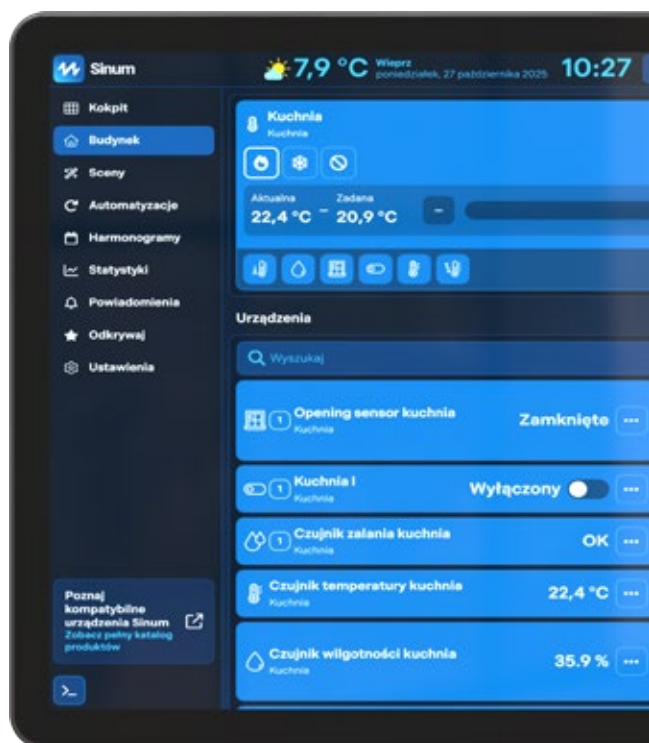 Sinum
7,9 °C
Wieprz
poniedziałek, 27 października 2025
10:27
Kokpit
Budynek
Sceny
Automatyzacje
Harmonogramy
Statystyki
Powiadomienia
Odkrywaj
Ustawienia
Poznaj
kompatybilne
urządzenia Sinum
Zobacz pełny katalog
produktów
Kuchnia
Kuchnia
Aktualna
22,4 °C
Zadana
20,9 °C
Urządzenia
Wyszukaj
1
Opening sensor kuchnia
Kuchnia
Zamknięte
1
Kuchnia I
Kuchnia
Wyłączony
1
Czujnik zalania kuchnia
Kuchnia
OK
Czujnik temperatury kuchnia
Kuchnia
22,4 °C
Czujnik wilgotności kuchnia
Kuchnia
35.9 %